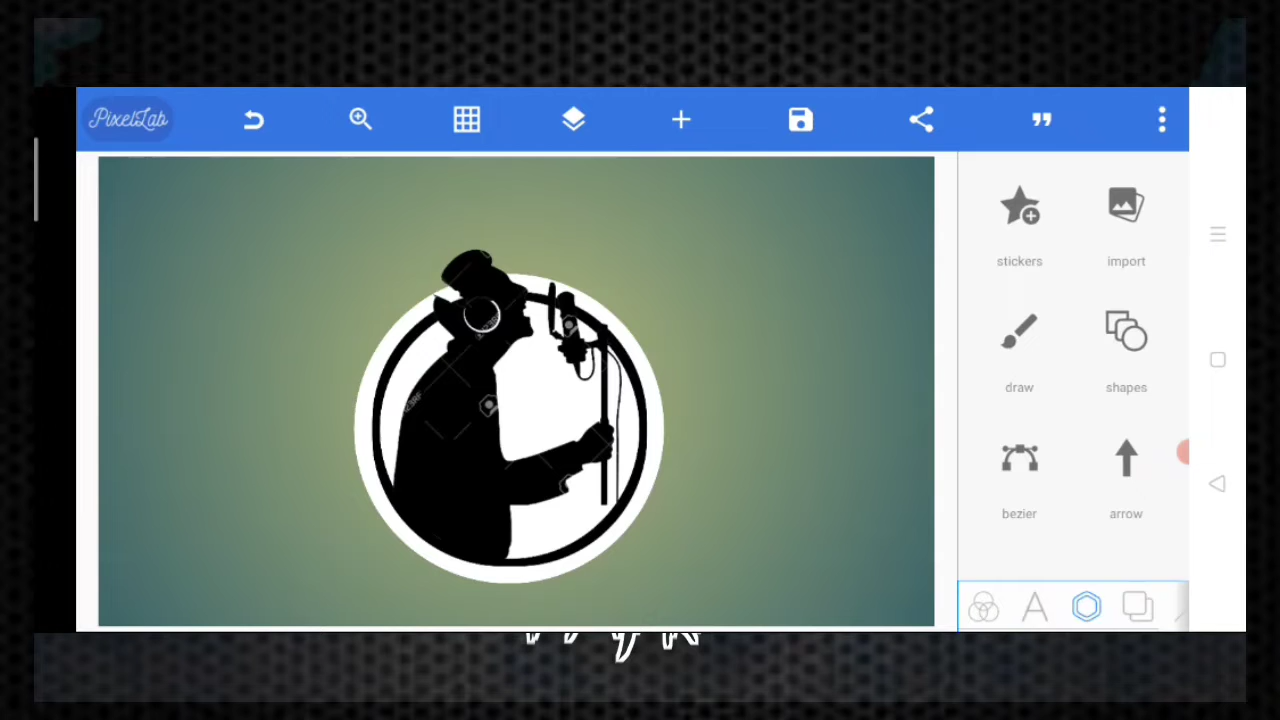 PixelLab
stickers
import
draw
shapes
bezier
arrow